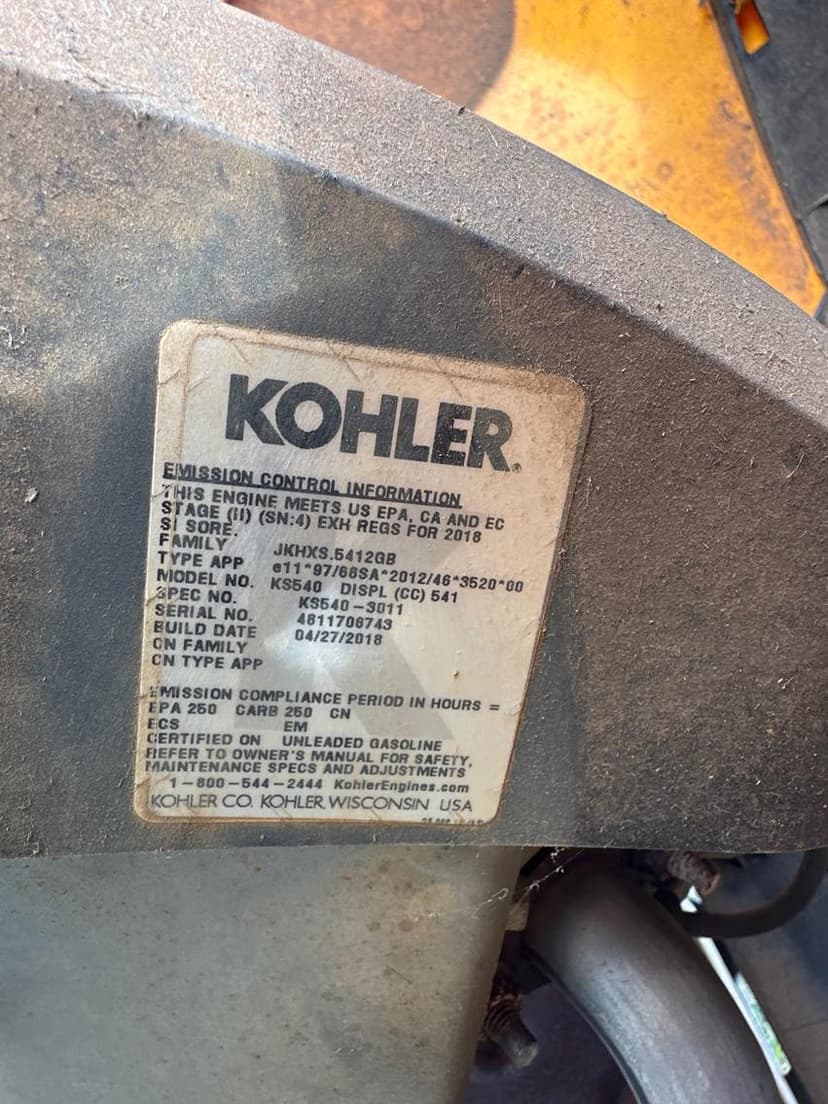 KOHLER.
EMISSION CONTROL INFORMATION
THIS ENGINE MEETS US EPA, CA AND EC
STAGE (II) (SN:4) EXH REGS FOR 2018
SI SORE.
FAMILY JKHXS.5412GB
TYPE APP e11*97/68SA*2012/46*3520*00
MODEL NO. KS540 DISPL (CC) 541
SPEC NO. KS540-3011
SERIAL NO. 4811706743
BUILD DATE 04/27/2018
CN FAMILY
CN TYPE APP
EMISSION COMPLIANCE PERIOD IN HOURS =
EPA 250 CARB 250 CN
ECS EM
CERTIFIED ON UNLEADED GASOLINE
REFER TO OWNER'S MANUAL FOR SAFETY,
MAINTENANCE SPECS AND ADJUSTMENTS
1-800-544-2444 KohlerEngines.com
KOHLER CO. KOHLER, WISCONSIN USA